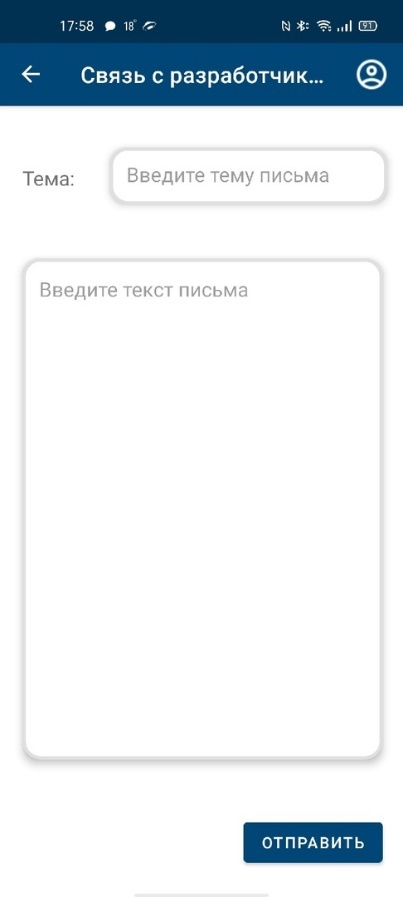 17:58 18° 91
Связь с разработчик...
Тема:
Введите тему письма
Введите текст письма
ОТПРАВИТЬ